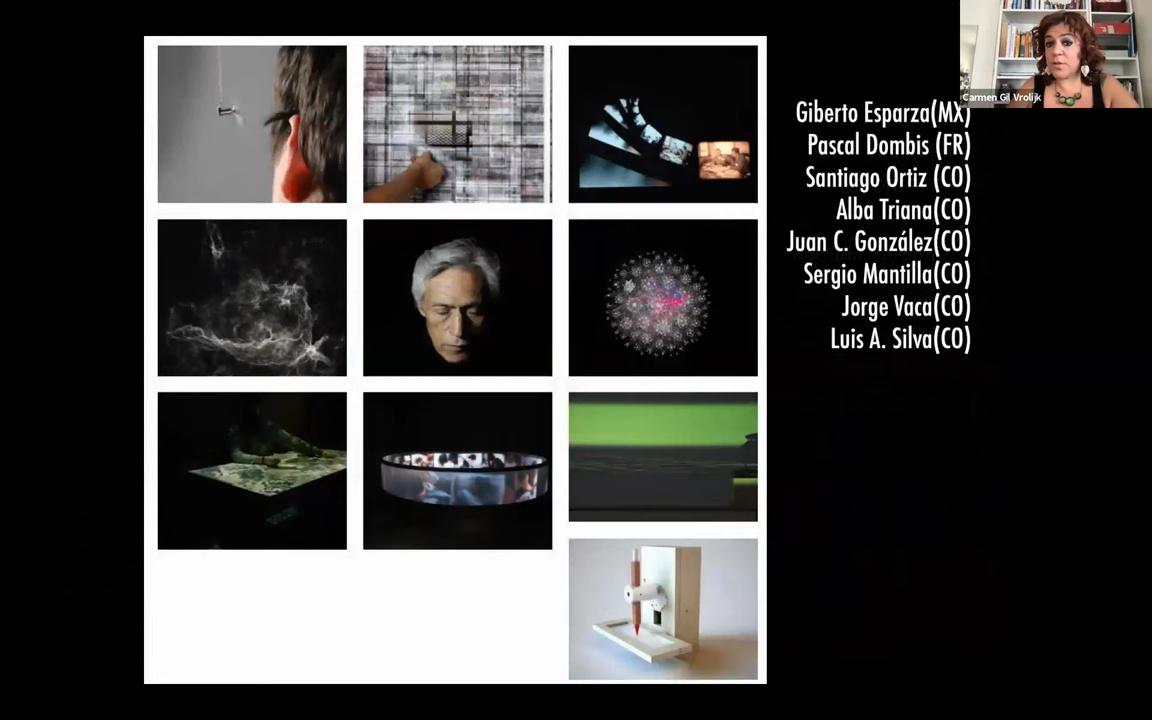 Carmen Gil Vrolijk
Giberto Esparza(MX)
Pascal Dombis (FR)
Santiago Ortiz (CO)
Alba Triana(CO)
Juan C. González(CO)
Sergio Mantilla(CO)
Jorge Vaca(CO)
Luis A. Silva(CO)